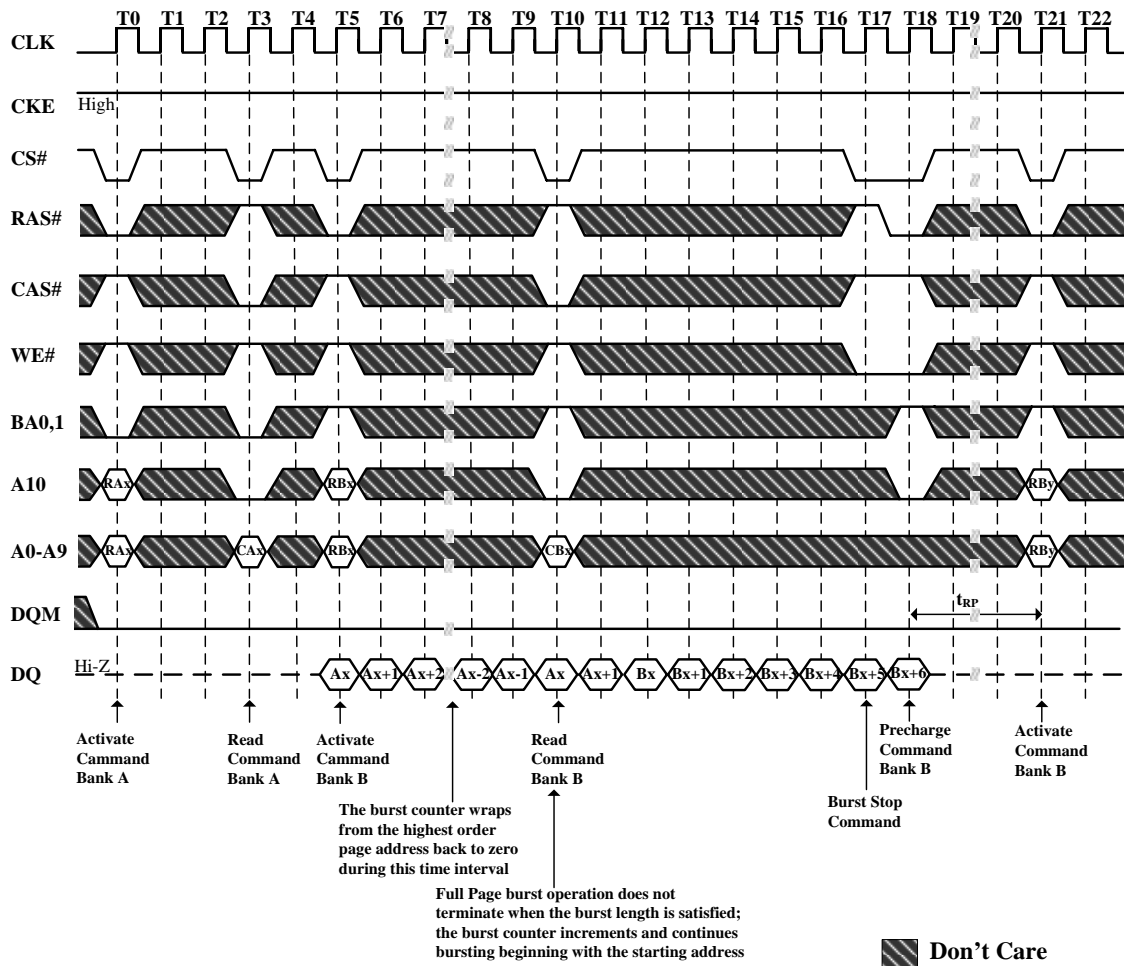 T0 T1 T2 T3 T4 T5 T6 T7 T8 T9 T10 T11 T12 T13 T14 T15 T16 T17 T18 T19 T20 T21 T22
CLK
CKE High
CS#
RAS#
CAS#
WE#
BA0,1
A10 RAx RBx RBy
A0-A9 RAx CAx RBx CBx RBy
DQM tRP
DQ Hi-Z Ax Ax+1 Ax+2 Ax-2 Ax-1 Ax Ax+1 Bx Bx+1 Bx+2 Bx+3 Bx+4 Bx+5 Bx+6
Activate
Cammand
Bank A
Read
Command
Bank A
Activate
Cammand
Bank B
Read
Command
Bank B
Precharge
Command
Bank B
Activate
Command
Bank B
Burst Stop
Command
The burst counter wraps
from the highest order
page address back to zero
during this time interval
Full Page burst operation does not
terminate when the burst length is satisfied;
the burst counter increments and continues
bursting beginning with the starting address
Don't Care